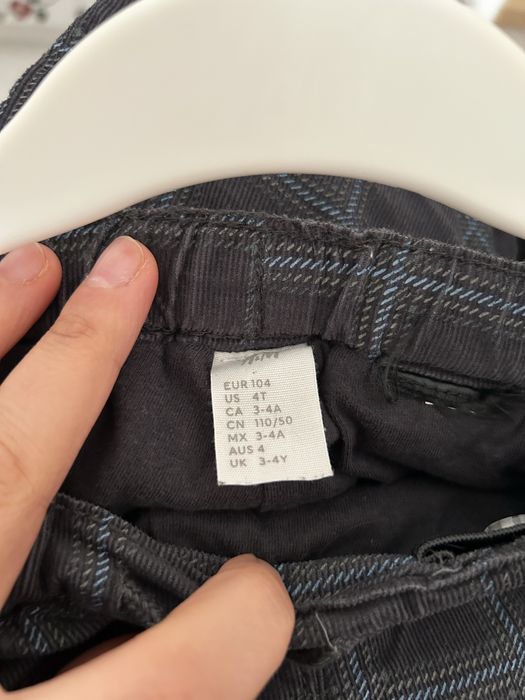 EUR 104
US 4T
CA 3-4A
CN 110/50
MX 3-4A
AUS 4
UK 3-4Y